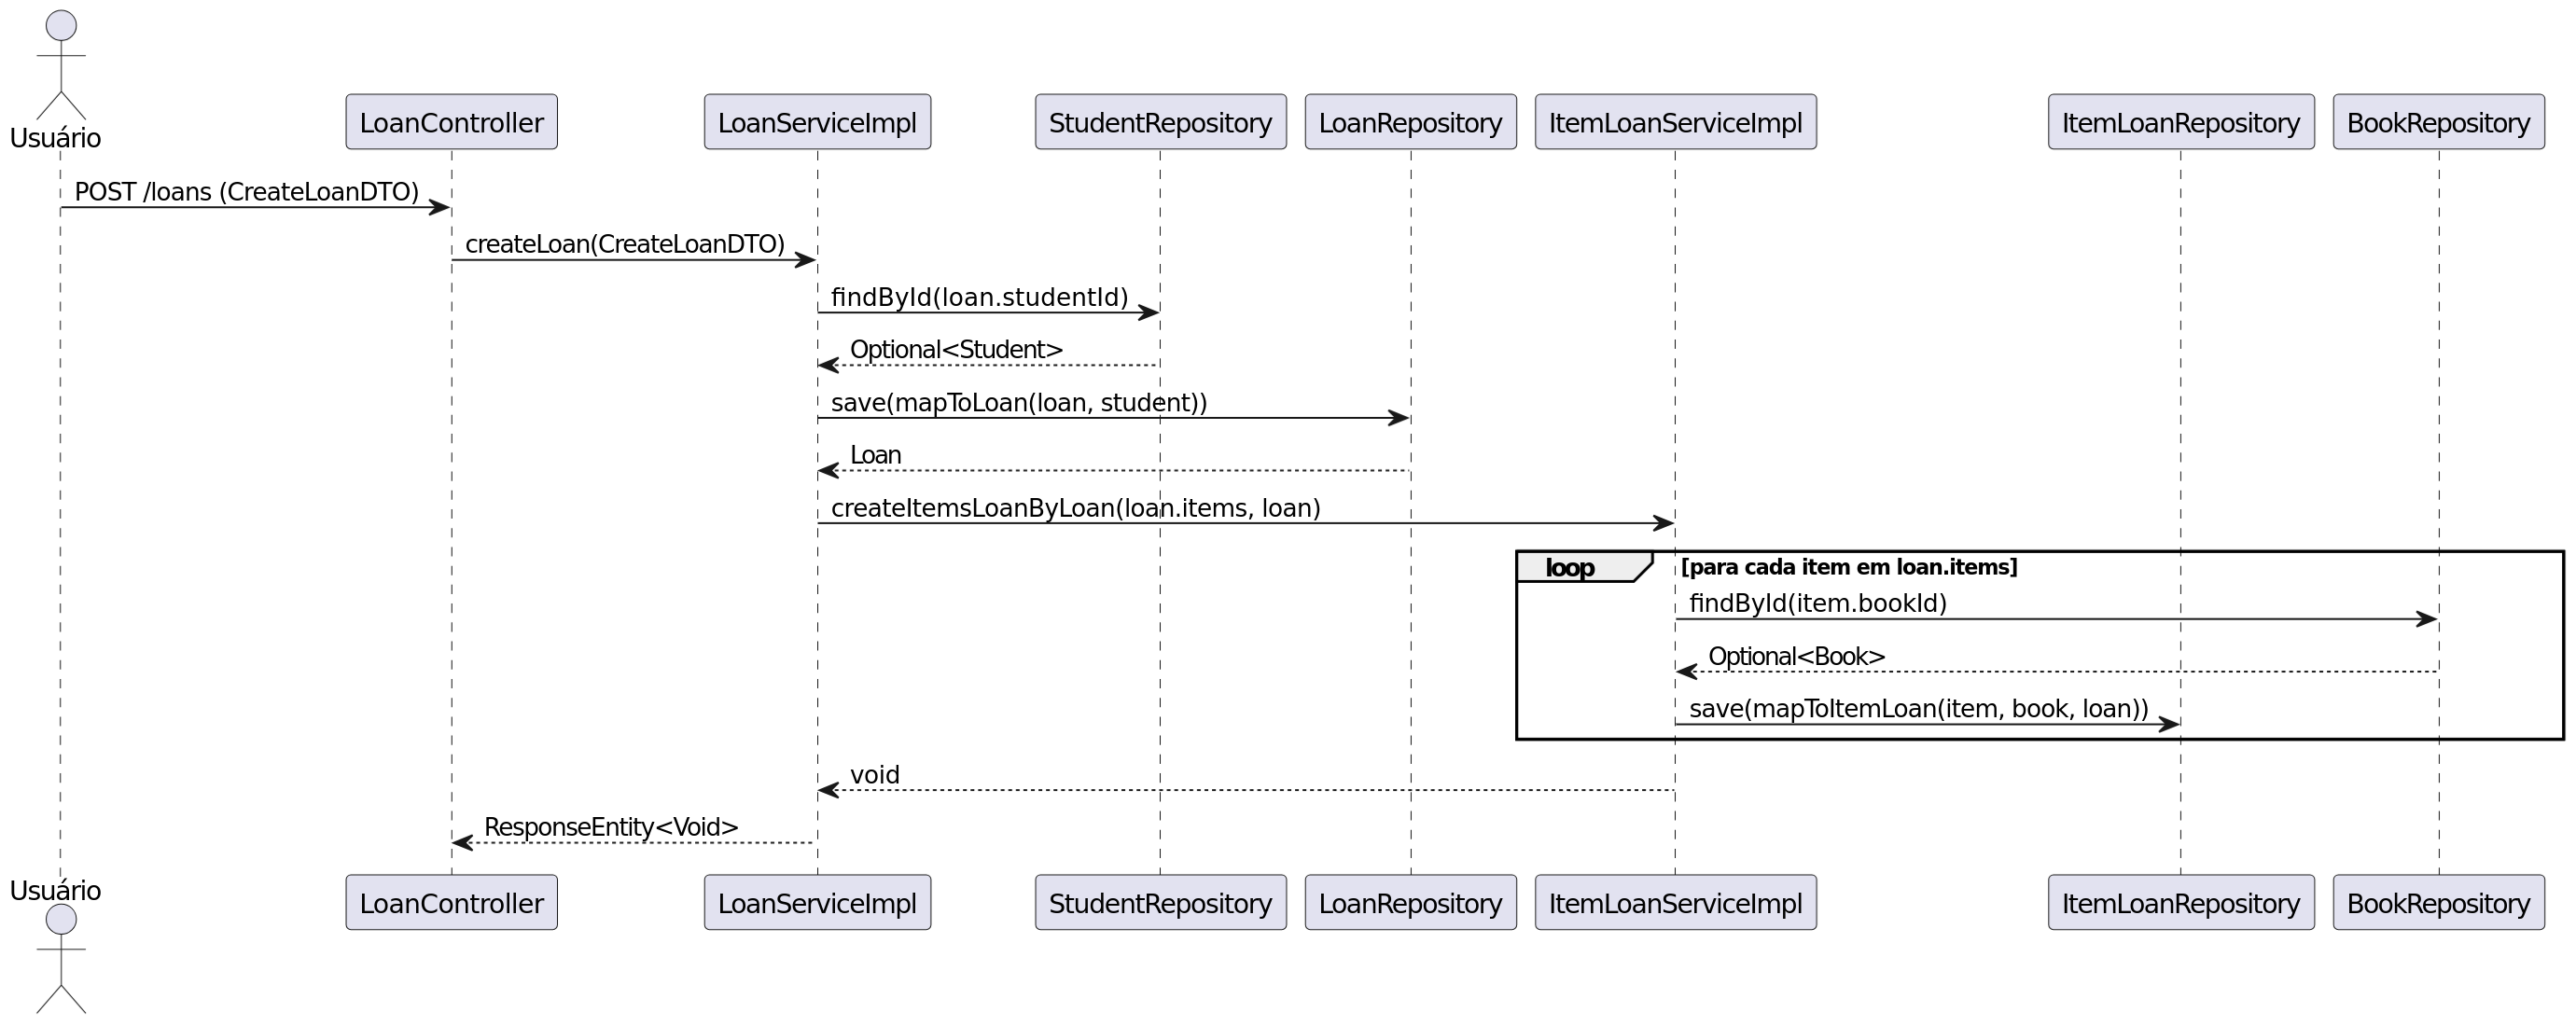 Usuário
LoanController
LoanServiceImpl
StudentRepository
LoanRepository
ItemLoanServiceImpl
ItemLoanRepository
BookRepository
POST /loans (CreateLoanDTO)
createLoan(CreateLoanDTO)
findById(loan.studentId)
Optional<Student>
save(mapToLoan(loan, student))
Loan
createItemsLoanByLoan(loan.items, loan)
loop
[para cada item em loan.items]
findById(item.bookId)
Optional<Book>
save(mapToItemLoan(item, book, loan))
void
ResponseEntity<Void>
Usuário
LoanController
LoanServiceImpl
StudentRepository
LoanRepository
ItemLoanServiceImpl
ItemLoanRepository
BookRepository